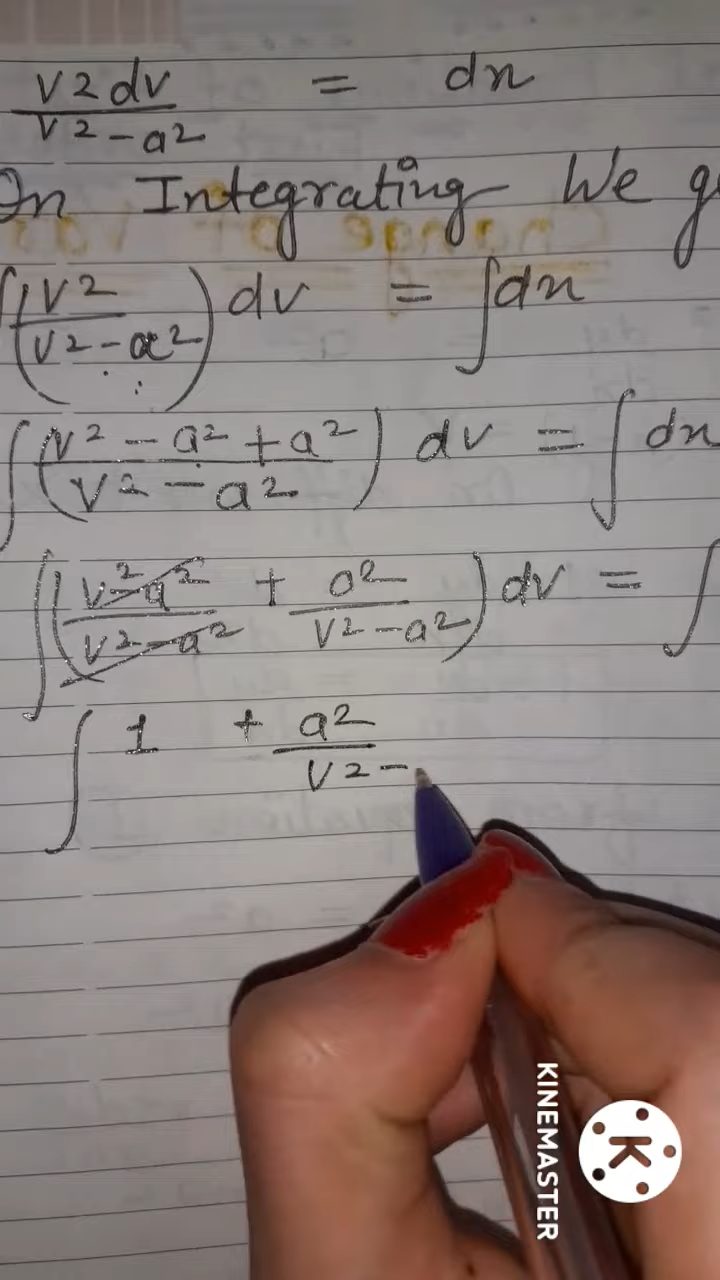 V2dv/V2-a2 = dx
On Integrating We g
∫(V2/V2-a2)dv = ∫dx
∫(V2-a2+a2/V2-a2) dv = ∫dx
∫(V2-a2/V2-a2 + a2/V2-a2)dv = ∫
∫ 1 + a2/V2-
KINEMASTER